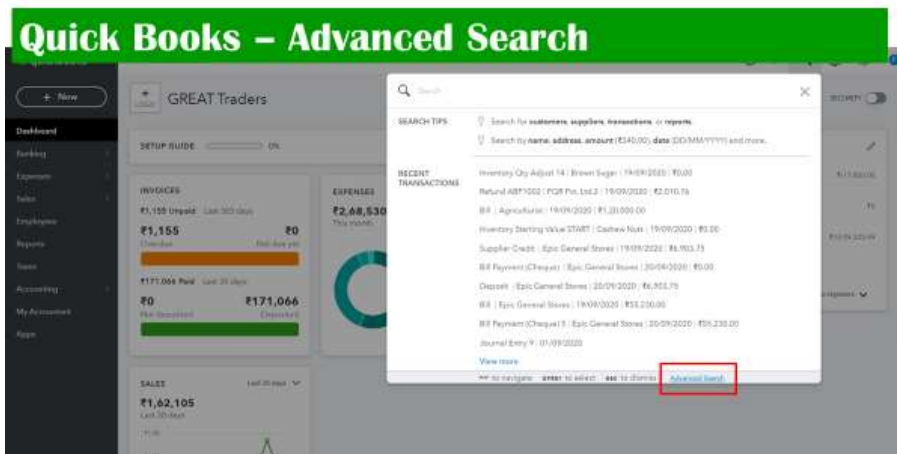 Quick Books – Advanced Search
+ New
GREAT Traders
Search
Dashboard
Banking
Expenses
Sales
Employees
Reports
Taxes
Accounting
My Accountant
Apps
SETUP GUIDE 0%
INVOICES
₹1,155 Unpaid Last 365 days
₹1,155 ₹0
Overdue Not due yet
₹171,066 Paid Last 30 days
₹0 ₹171,066
Not deposited Deposited
EXPENSES
₹2,68,530
This month
SALES Last 30 days
₹1,62,105
Last 30 days
SEARCH TIPS
Search for customers, suppliers, transactions, or reports.
Search by name, address, amount (₹540.00), date (DD/MM/YYYY) and more.
RECENT TRANSACTIONS
Inventory Qty Adjust 14 | Brown Sugar | 19/09/2020 | ₹0.00
Refund ABF1002 | PQR Pvt. Ltd.2 | 19/09/2020 | ₹2,010.76
Bill | Agricultural | 19/09/2020 | ₹1,20,000.00
Inventory Starting Value START | Cashew Nuts | 19/09/2020 | ₹0.00
Supplier Credit | Epic General Stores | 19/09/2020 | ₹6,903.75
Bill Payment (Cheque) | Epic General Stores | 20/09/2020 | ₹0.00
Deposit | Epic General Stores | 20/09/2020 | ₹6,903.75
Bill | Epic General Stores | 19/09/2020 | ₹55,230.00
Bill Payment (Cheque) | Epic General Stores | 20/09/2020 | ₹55,230.00
Journal Entry 9 | 01/09/2020
View more
to navigate enter to select esc to dismiss Advanced Search